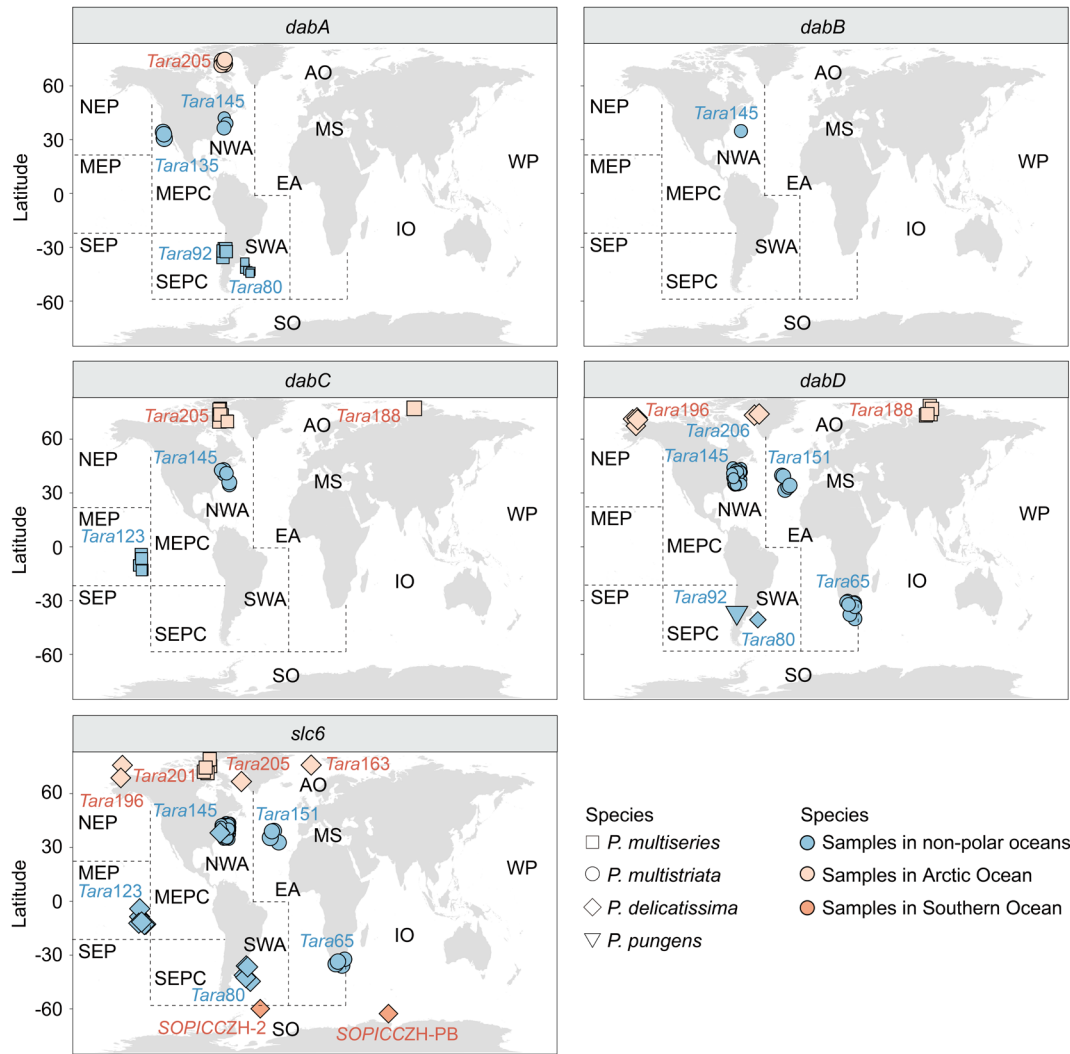 dabA
dabB
Latitude
60
30
0
-30
-60
Tara205
AO
NEP
Tara145
MS
NWA
Tara135
WP
MEP
EA
MEPC
IO
SEP
Tara92
SWA
SEPC
Tara80
SO
AO
NEP
Tara145
MS
NWA
WP
MEP
EA
MEPC
IO
SEP
SWA
SEPC
SO
dabC
dabD
Latitude
60
30
0
-30
-60
Tara205
Tara188
AO
NEP
Tara145
MS
NWA
MEP
WP
Tara123
MEPC
EA
SEP
IO
SWA
SEPC
SO
Tara196
Tara188
Tara206
AO
NEP
Tara145
Tara151
MS
NWA
MEP
WP
EA
MEPC
IO
SEP
Tara92
SWA
Tara65
SEPC
Tara80
SO
slc6
Latitude
60
30
0
-30
-60
Tara201
Tara205
Tara163
Tara196
AO
NEP
Tara145
Tara151
MS
NWA
MEP
WP
Tara123
MEPC
EA
SEP
IO
SWA
Tara65
SEPC
Tara80
SOPICCZH-2
SO
SOPICCZH-PB
Species
P. multiseries
P. multistriata
P. delicatissima
P. pungens
Species
Samples in non-polar oceans
Samples in Arctic Ocean
Samples in Southern Ocean